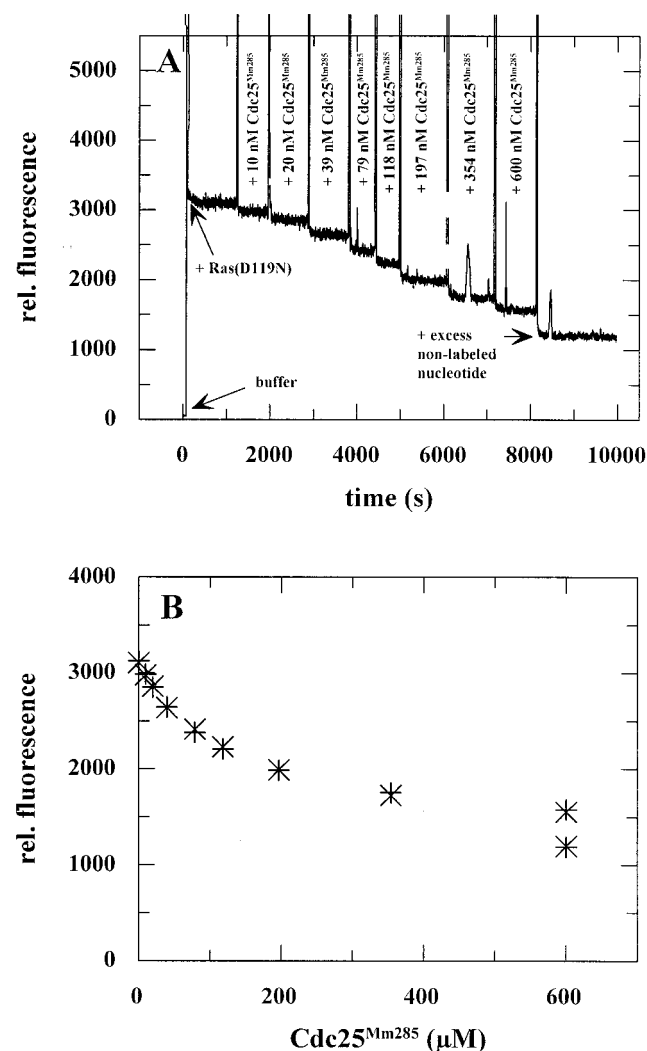 A
5000
4000
3000
2000
1000
0
rel. fluorescence
+ Ras(D119N)
buffer
+ 10 nM Cdc25Mm285
+ 20 nM Cdc25Mm285
+ 39 nM Cdc25Mm285
+ 79 nM Cdc25Mm285
+ 118 nM Cdc25Mm285
+ 197 nM Cdc25Mm285
+ 354 nM Cdc25Mm285
+ 600 nM Cdc25Mm285
+ excess
non-labeled
nucleotide
0 2000 4000 6000 8000 10000
time (s)
B
4000
3000
2000
1000
0
rel. fluorescence
0 200 400 600
Cdc25Mm285 (µM)